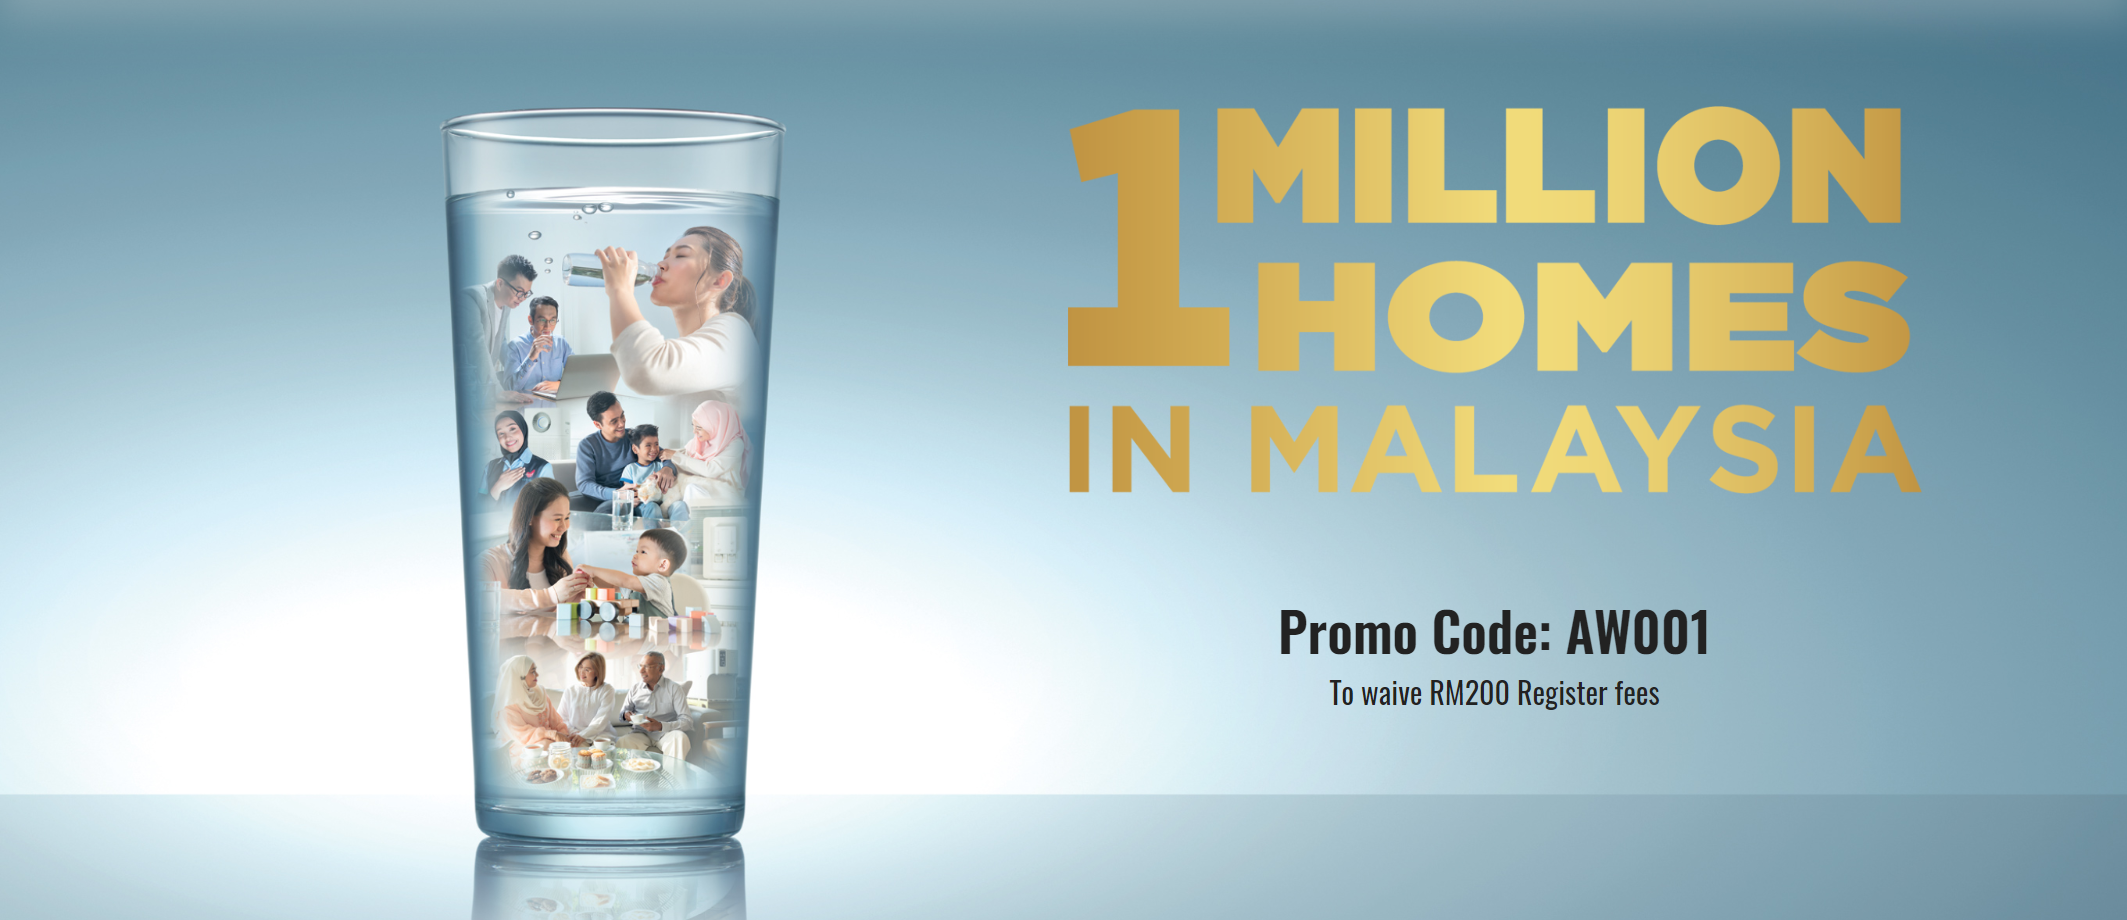 1 MILLION
HOMES
IN MALAYSIA
Promo Code: AW001
To waive RM200 Register fees